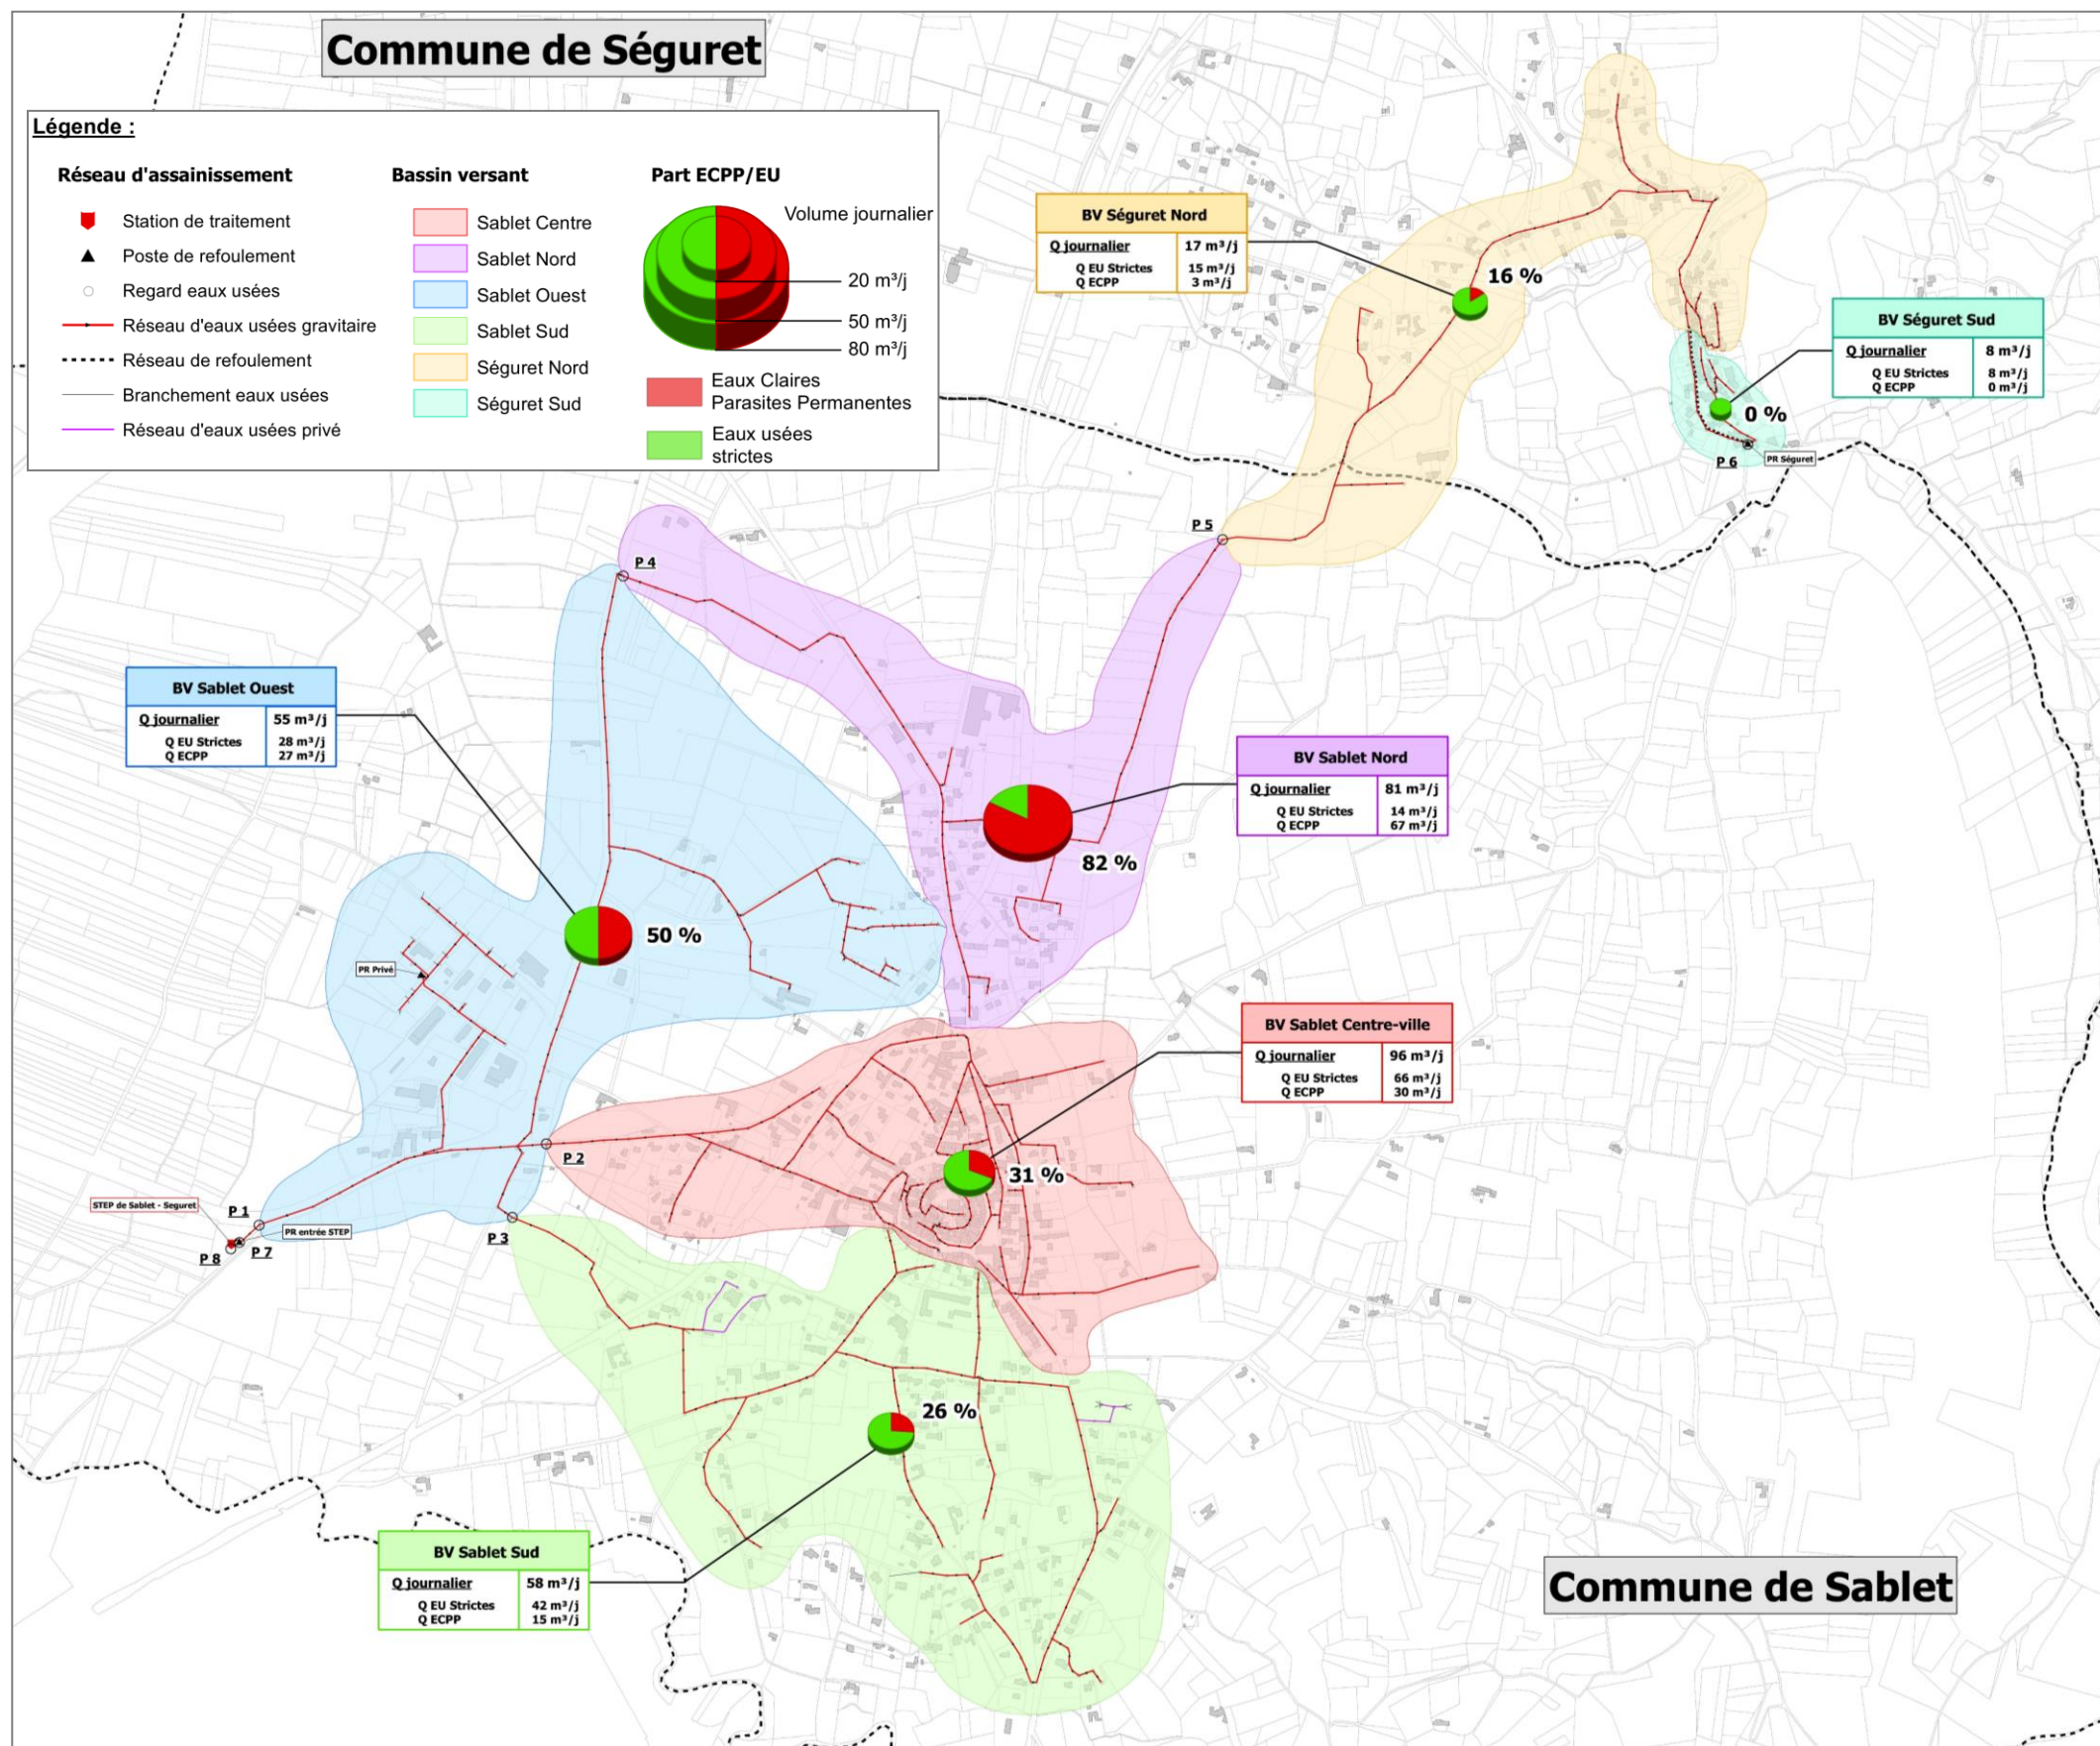 Commune de Séguret
Légende :
Réseau d'assainissement
Station de traitement
Poste de refoulement
Regard eaux usées
Réseau d'eaux usées gravitaire
Réseau de refoulement
Branchement eaux usées
Réseau d'eaux usées privé
Bassin versant
Sablet Centre
Sablet Nord
Sablet Ouest
Sablet Sud
Séguret Nord
Séguret Sud
Part ECPP/EU
Volume journalier
20 m³/j
50 m³/j
80 m³/j
Eaux Claires
Parasites Permanentes
Eaux usées
strictes
BV Séguret Nord
Q journalier 17 m³/j
Q EU Strictes 15 m³/j
Q ECPP 3 m³/j
16 %
BV Séguret Sud
Q journalier 8 m³/j
Q EU Strictes 8 m³/j
Q ECPP 0 m³/j
0 %
P 6
PR Séguret
P 5
P 4
BV Sablet Ouest
Q journalier 55 m³/j
Q EU Strictes 28 m³/j
Q ECPP 27 m³/j
50 %
PR Privé
BV Sablet Nord
Q journalier 81 m³/j
Q EU Strictes 14 m³/j
Q ECPP 67 m³/j
82 %
BV Sablet Centre-ville
Q journalier 96 m³/j
Q EU Strictes 66 m³/j
Q ECPP 30 m³/j
31 %
P 2
STEP de Sablet - Seguret
P 1
PR entrée STEP
P 8
P 7
P 3
26 %
BV Sablet Sud
Q journalier 58 m³/j
Q EU Strictes 42 m³/j
Q ECPP 15 m³/j
Commune de Sablet